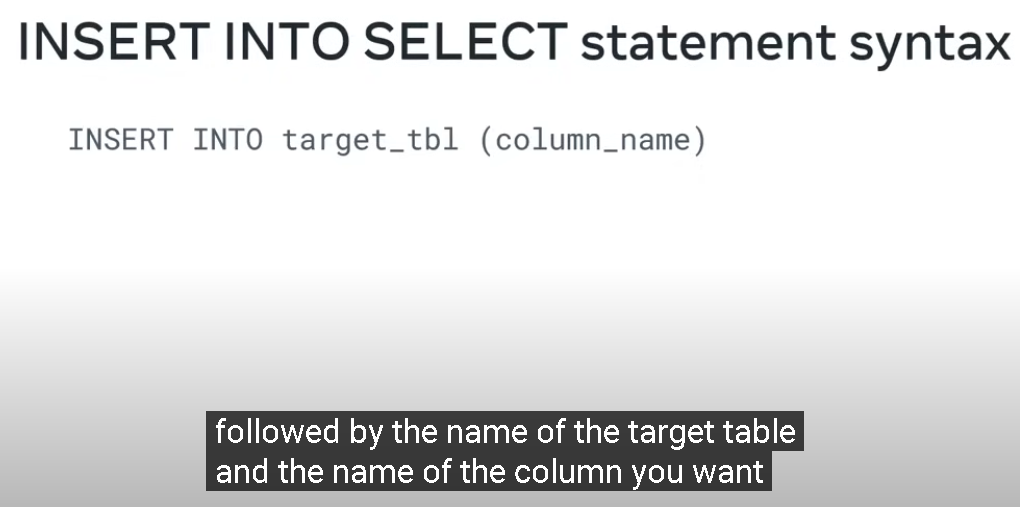 INSERT INTO SELECT statement syntax
INSERT INTO target_tbl (column_name)
followed by the name of the target table
and the name of the column you want